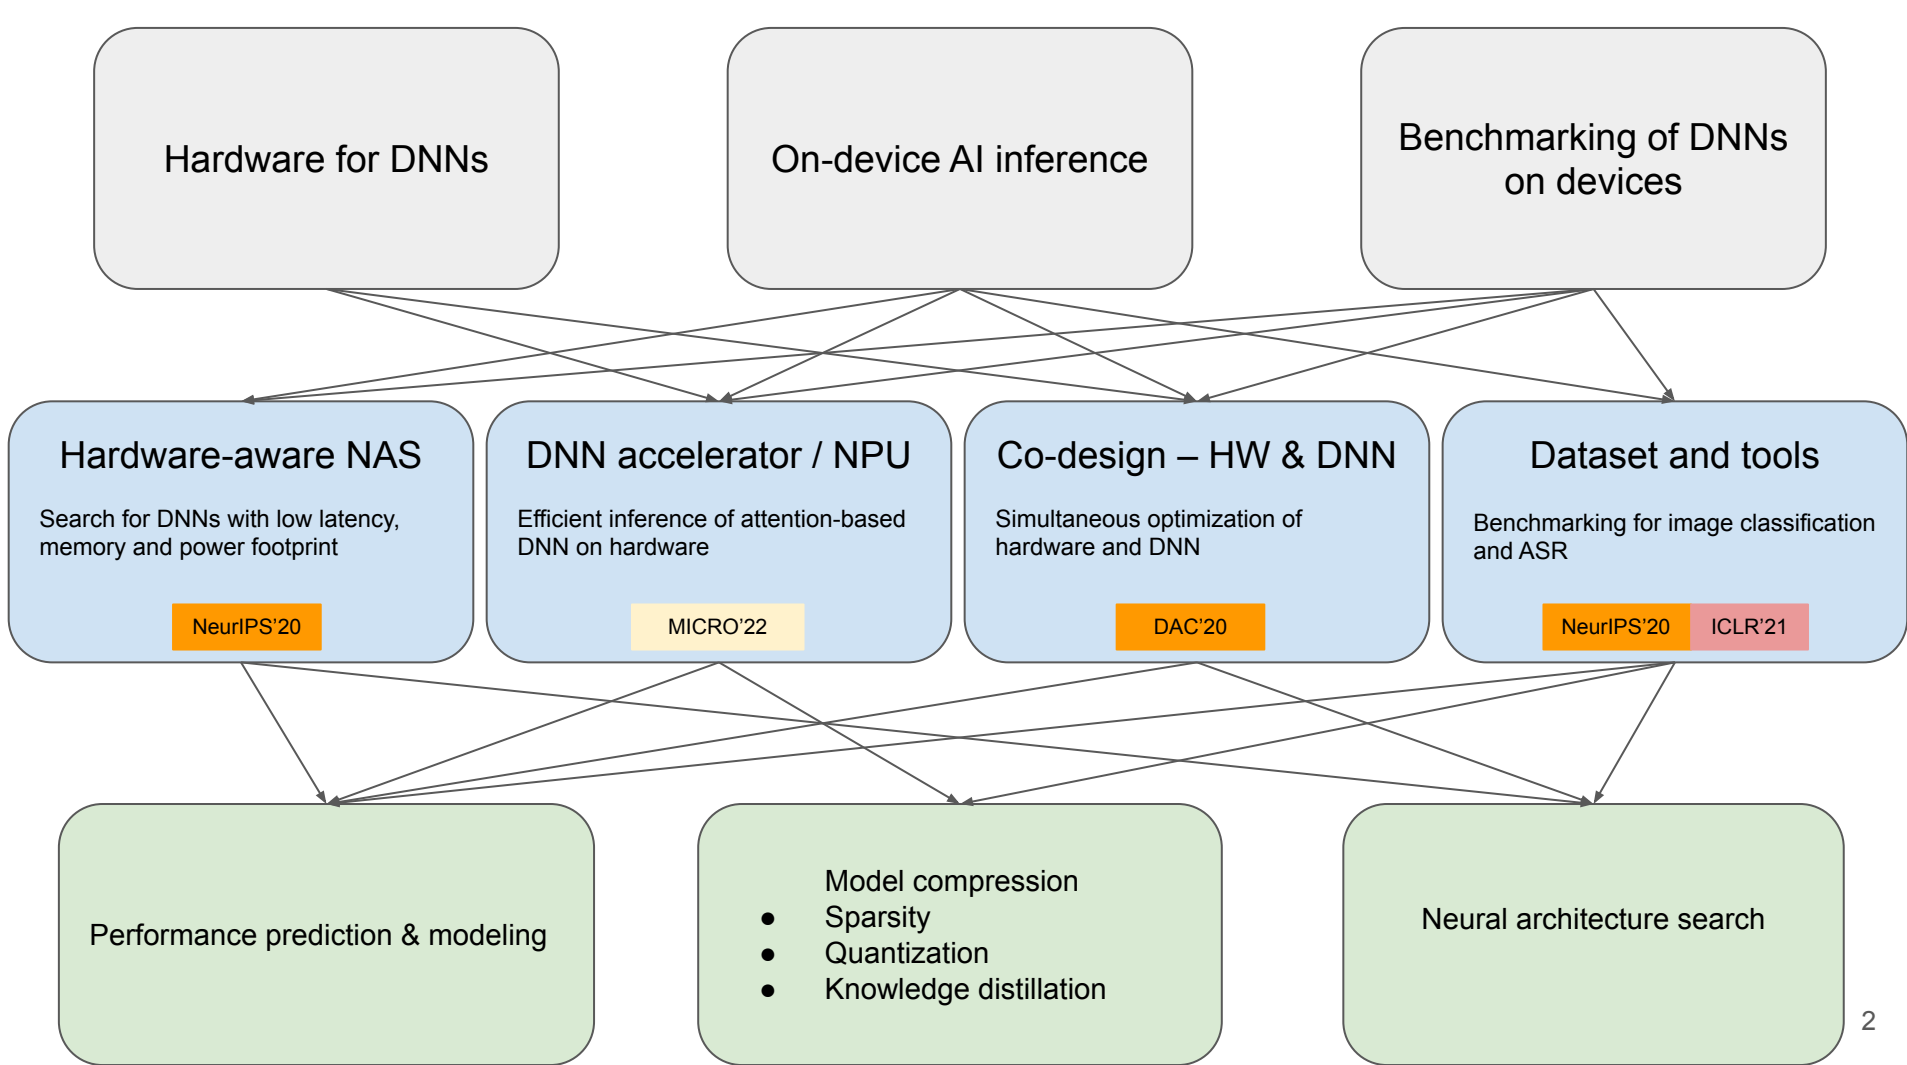 Hardware for DNNs
On-device AI inference
Benchmarking of DNNs
on devices
Hardware-aware NAS
Search for DNNs with low latency,
memory and power footprint
NeurIPS’20
DNN accelerator / NPU
Efficient inference of attention-based
DNN on hardware
MICRO’22
Co-design – HW & DNN
Simultaneous optimization of
hardware and DNN
DAC’20
Dataset and tools
Benchmarking for image classification
and ASR
NeurIPS’20
ICLR’21
Performance prediction & modeling
Model compression
● Sparsity
● Quantization
● Knowledge distillation
Neural architecture search
2